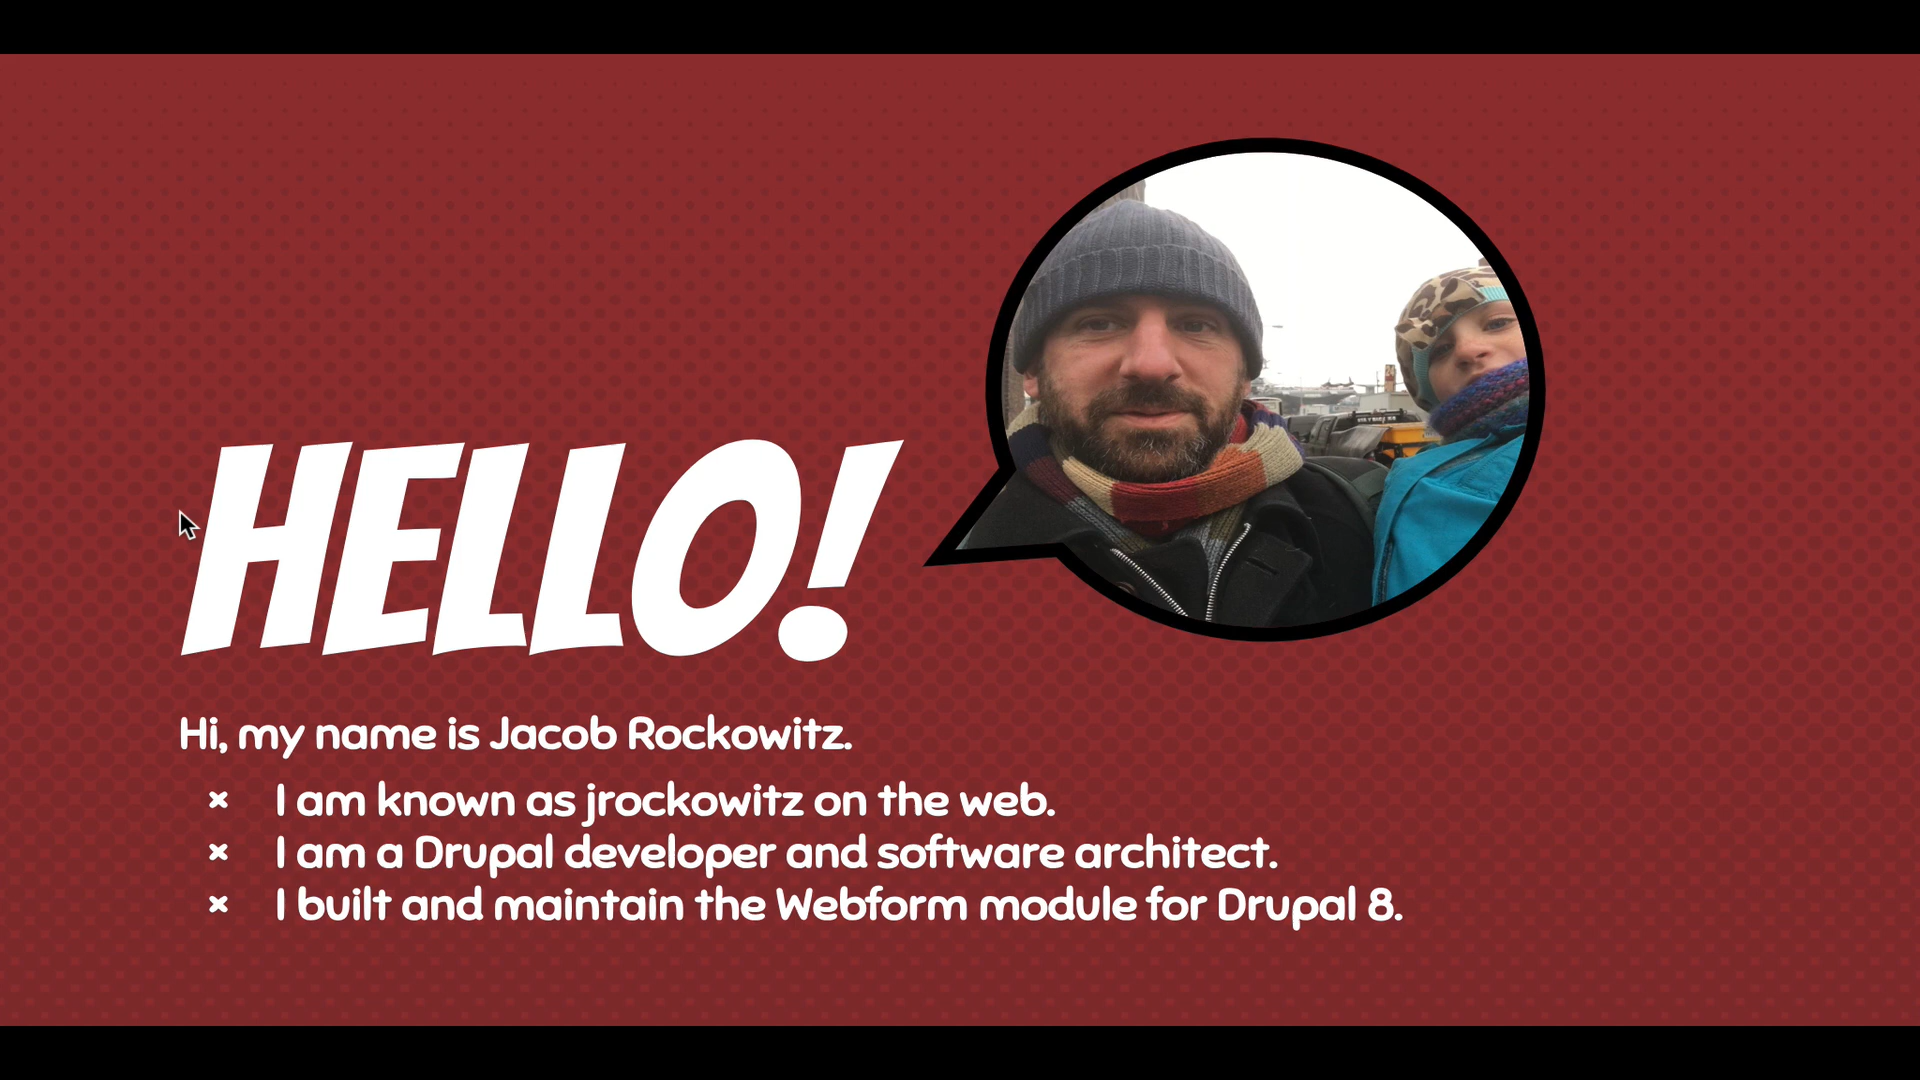 HELLO!
Hi, my name is Jacob Rockowitz.
× I am known as jrockowitz on the web.
× I am a Drupal developer and software architect.
× I built and maintain the Webform module for Drupal 8.